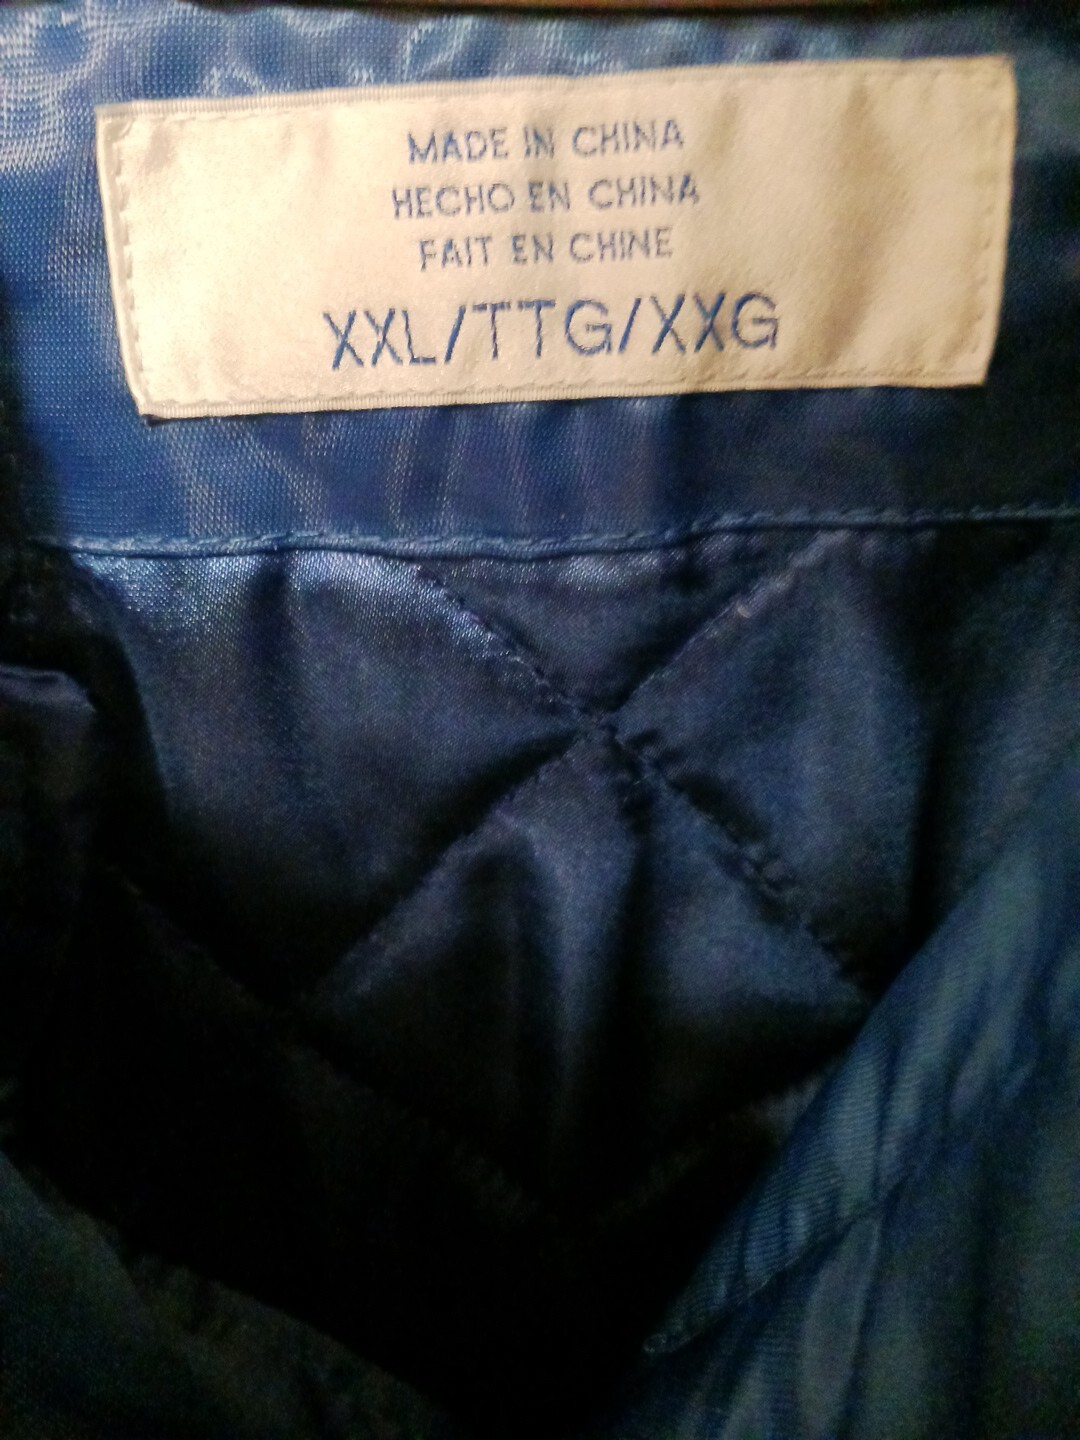 MADE IN CHINA
HECHO EN CHINA
FAIT EN CHINE
XXL/TTG/XXG